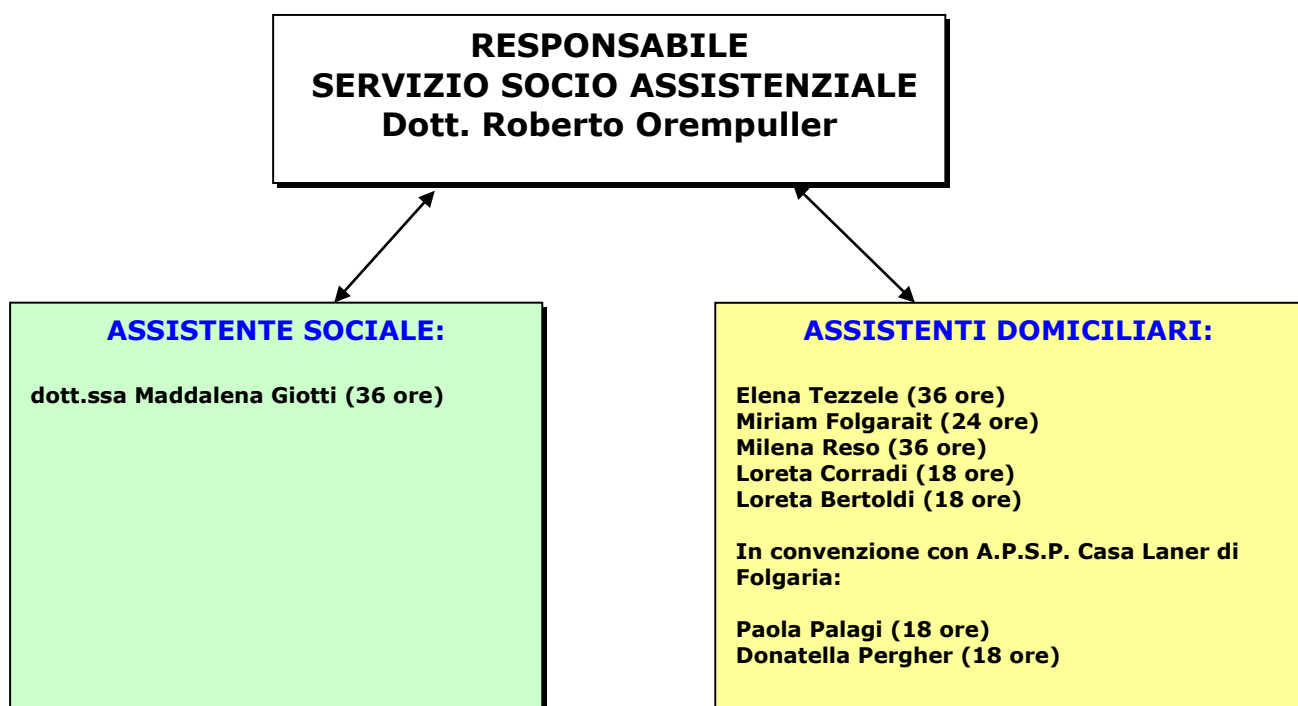 RESPONSABILE
SERVIZIO SOCIO ASSISTENZIALE
Dott. Roberto Orempuller
ASSISTENTE SOCIALE:
dott.ssa Maddalena Giotti (36 ore)
ASSISTENTI DOMICILIARI:
Elena Tezzele (36 ore)
Miriam Folgarait (24 ore)
Milena Reso (36 ore)
Loreta Corradi (18 ore)
Loreta Bertoldi (18 ore)
In convenzione con A.P.S.P. Casa Laner di
Folgaria:
Paola Palagi (18 ore)
Donatella Pergher (18 ore)